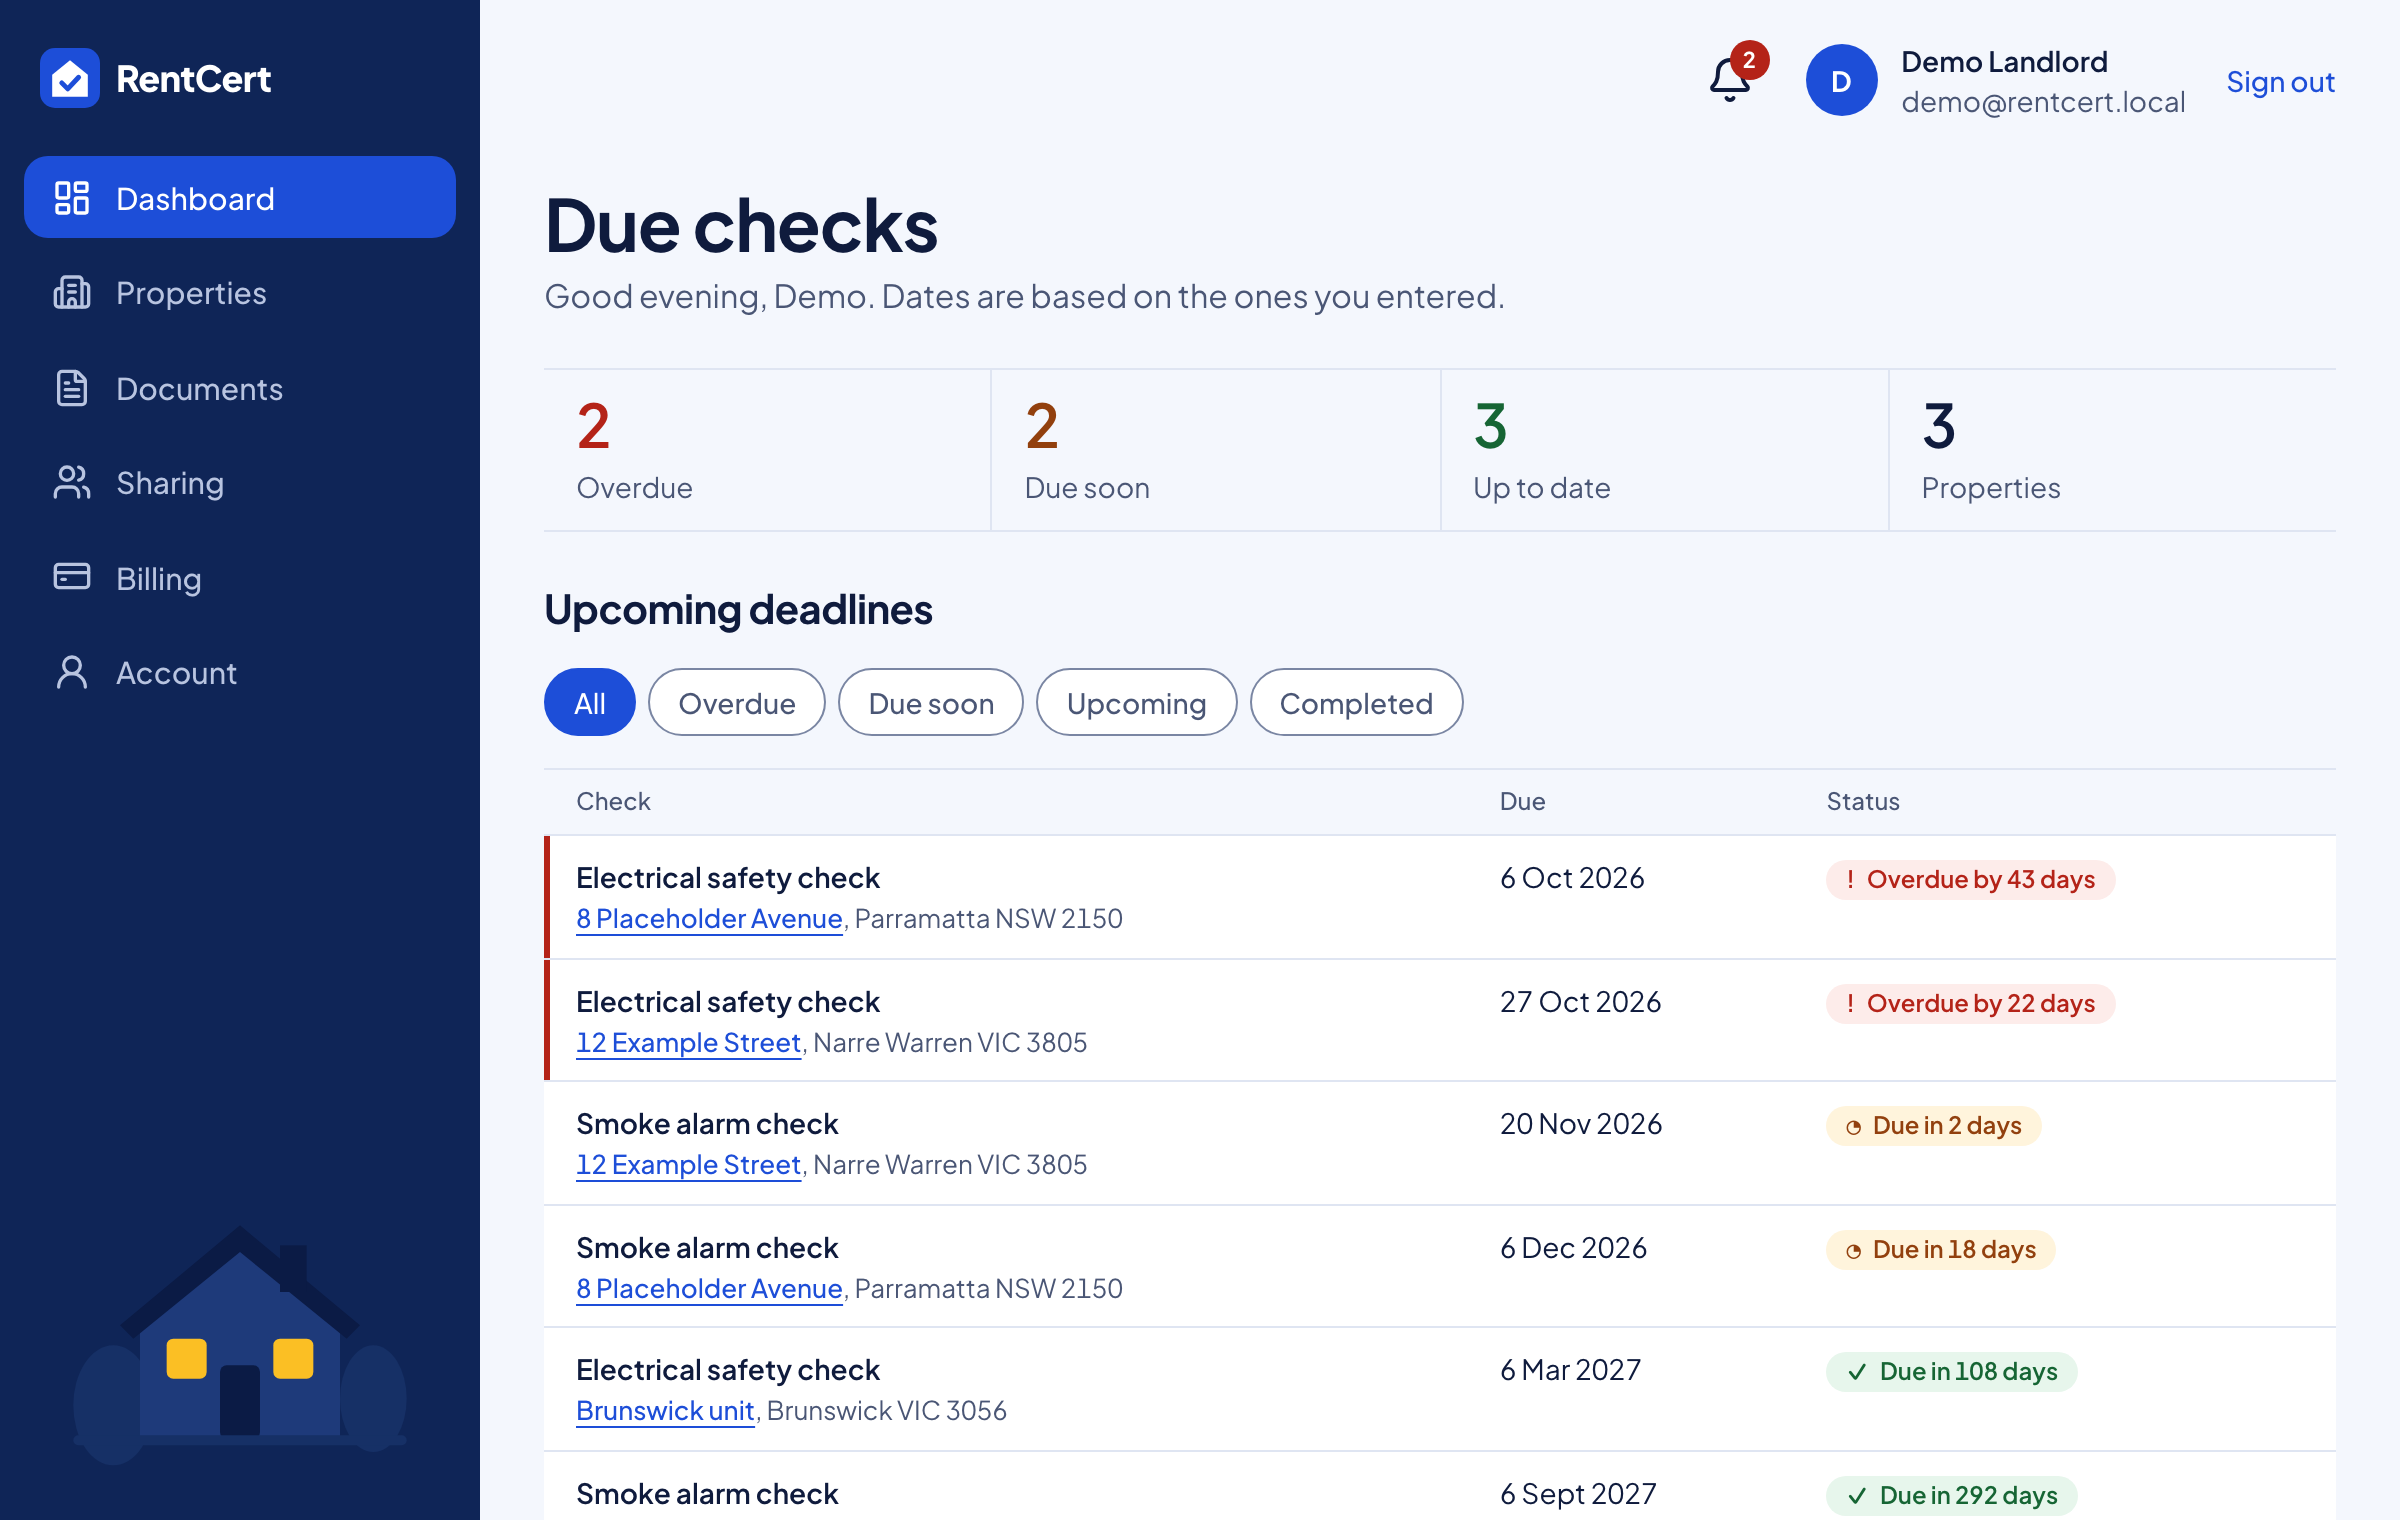 RentCert
Dashboard
Properties
Documents
Sharing
Billing
Account
2
D
Demo Landlord
demo@rentcert.local
Sign out
Due checks
Good evening, Demo. Dates are based on the ones you entered.
2
Overdue
2
Due soon
3
Up to date
3
Properties
Upcoming deadlines
All Overdue Due soon Upcoming Completed
Check Due Status
Electrical safety check 6 Oct 2026 ! Overdue by 43 days
8 Placeholder Avenue, Parramatta NSW 2150
Electrical safety check 27 Oct 2026 ! Overdue by 22 days
12 Example Street, Narre Warren VIC 3805
Smoke alarm check 20 Nov 2026 Due in 2 days
12 Example Street, Narre Warren VIC 3805
Smoke alarm check 6 Dec 2026 Due in 18 days
8 Placeholder Avenue, Parramatta NSW 2150
Electrical safety check 6 Mar 2027 ✓ Due in 108 days
Brunswick unit, Brunswick VIC 3056
Smoke alarm check 6 Sept 2027 ✓ Due in 292 days